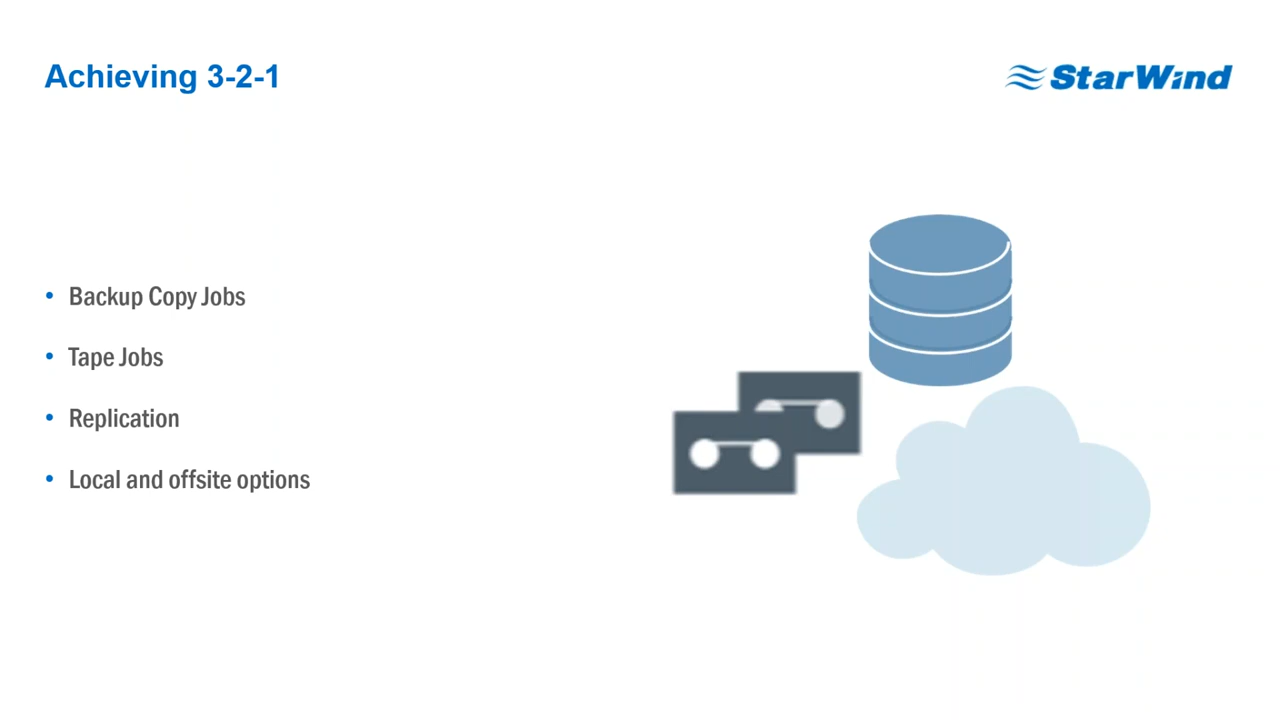 Achieving 3-2-1
StarWind
• Backup Copy Jobs
• Tape Jobs
• Replication
• Local and offsite options